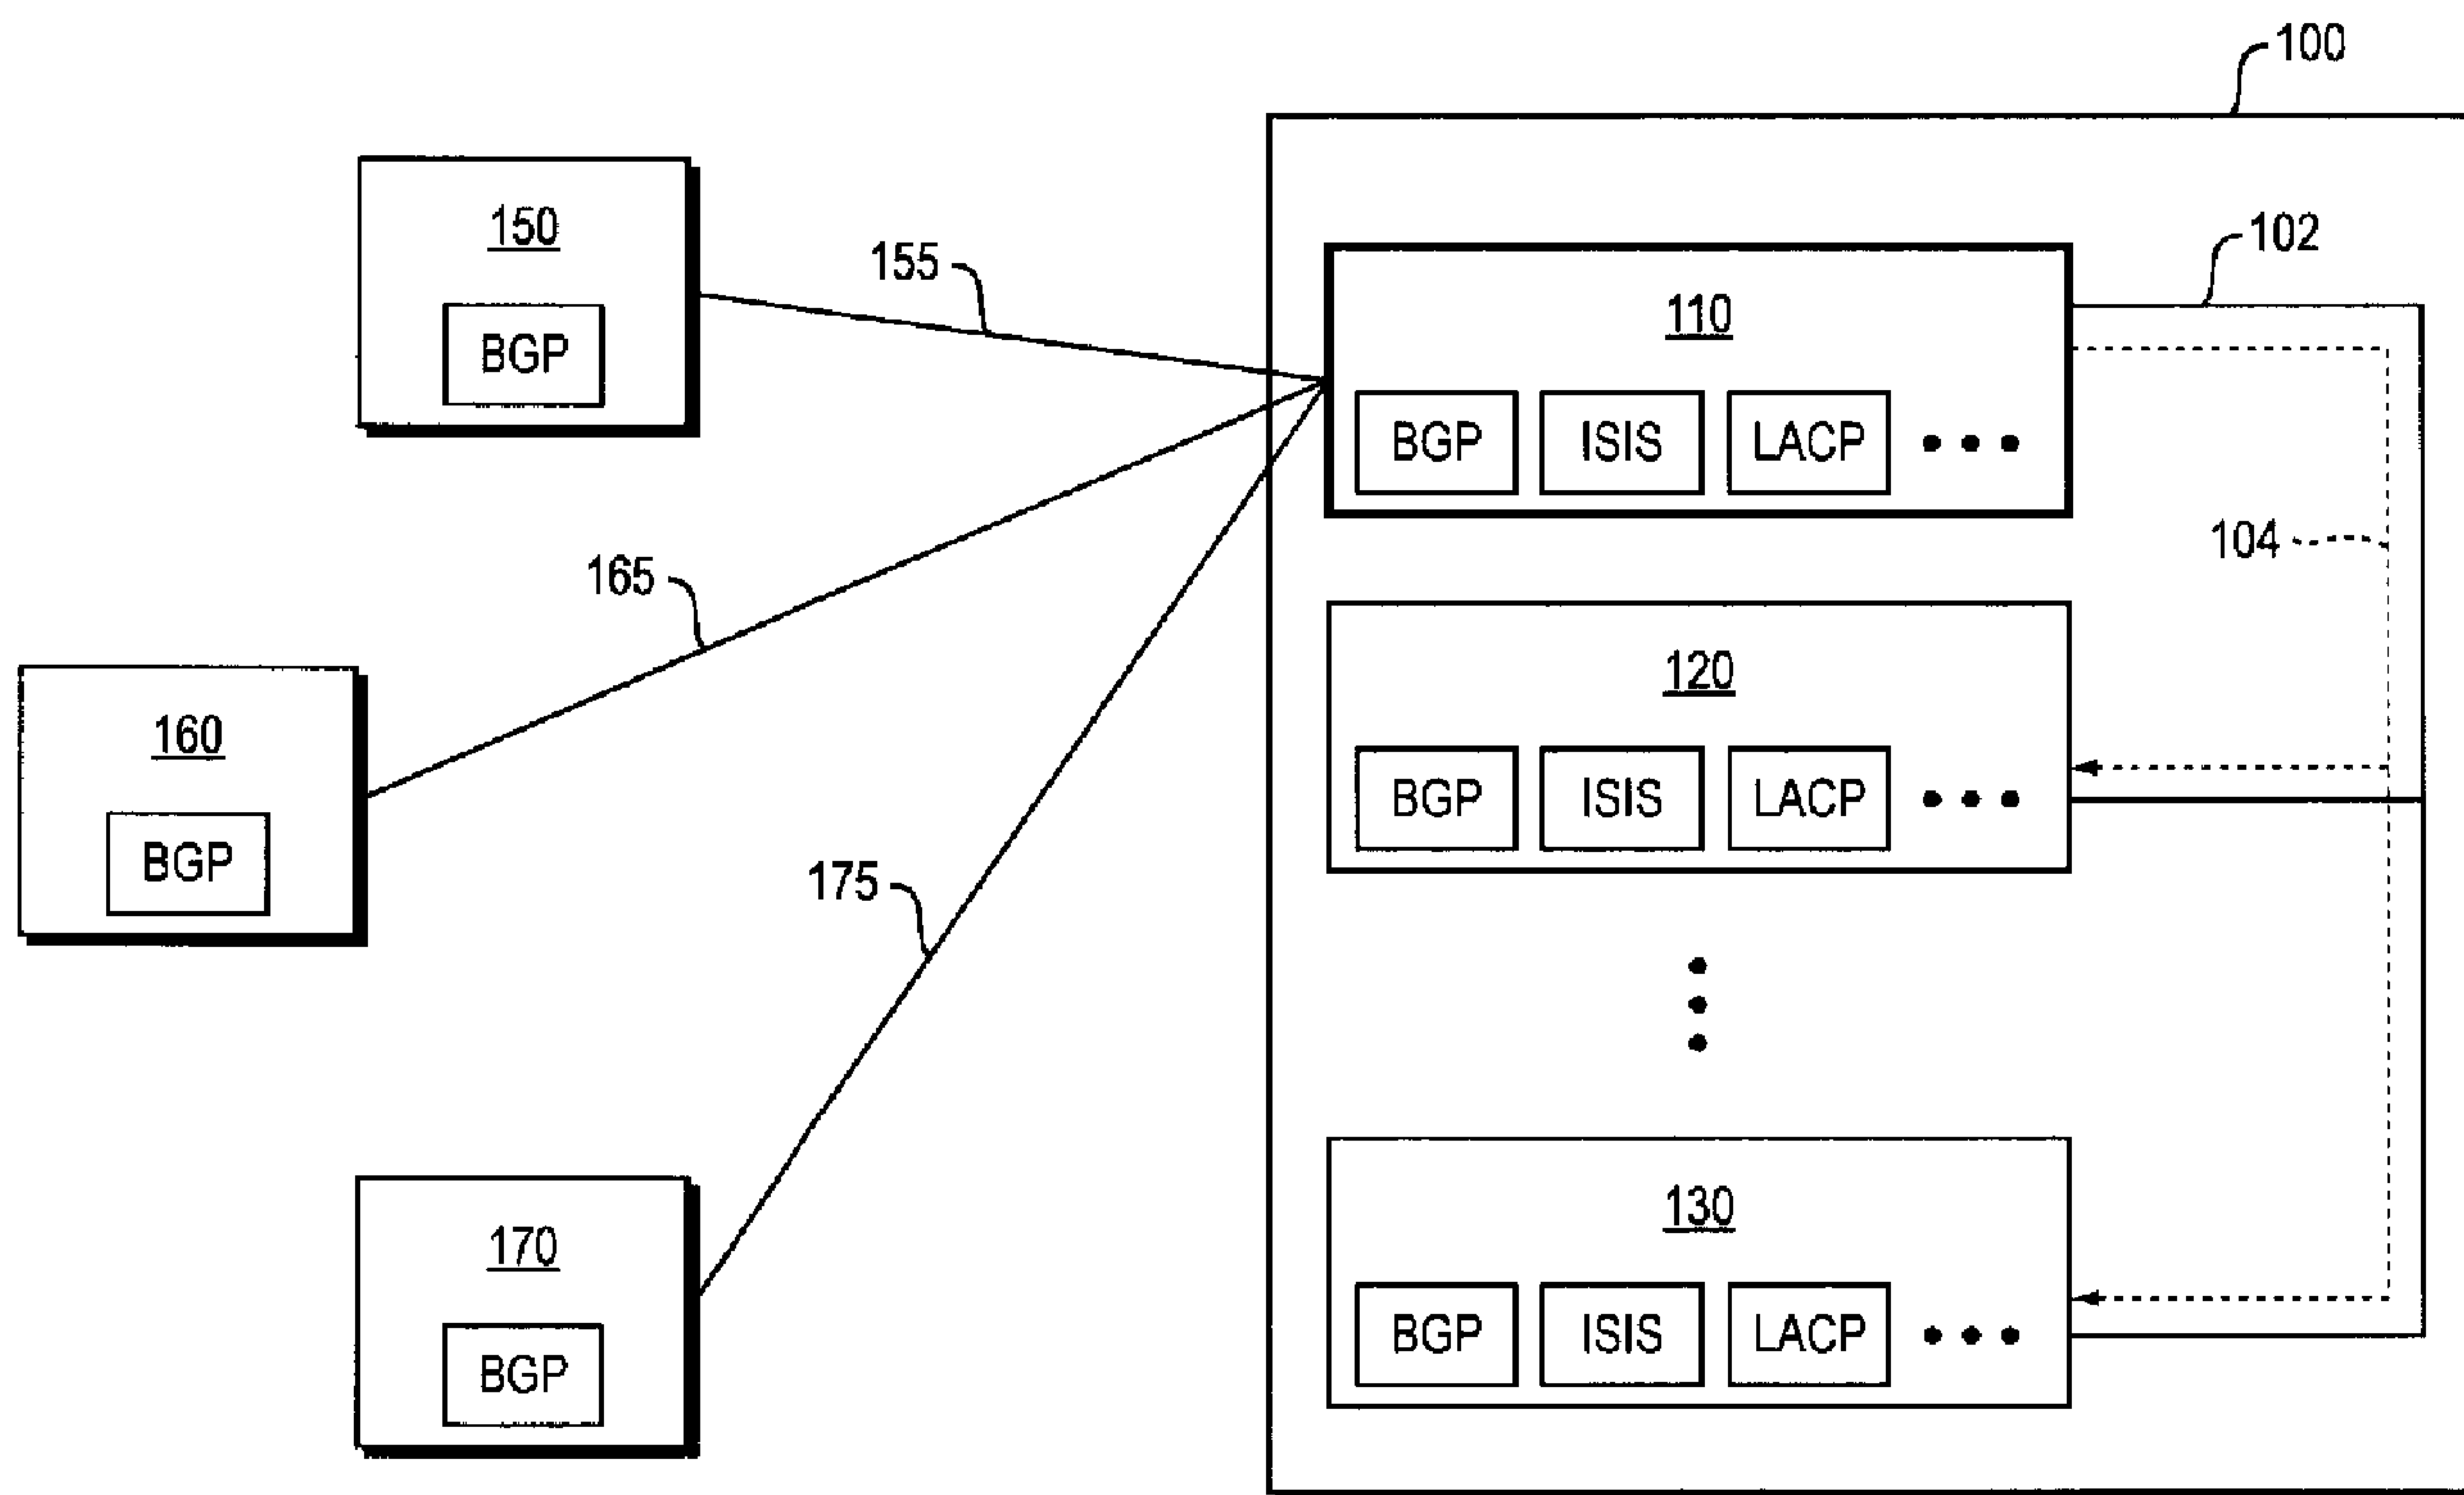 100
150
BGP
155
102
110
BGP ISIS LACP •••
104
165
120
BGP ISIS LACP •••
160
BGP
175
170
BGP
130
BGP ISIS LACP •••